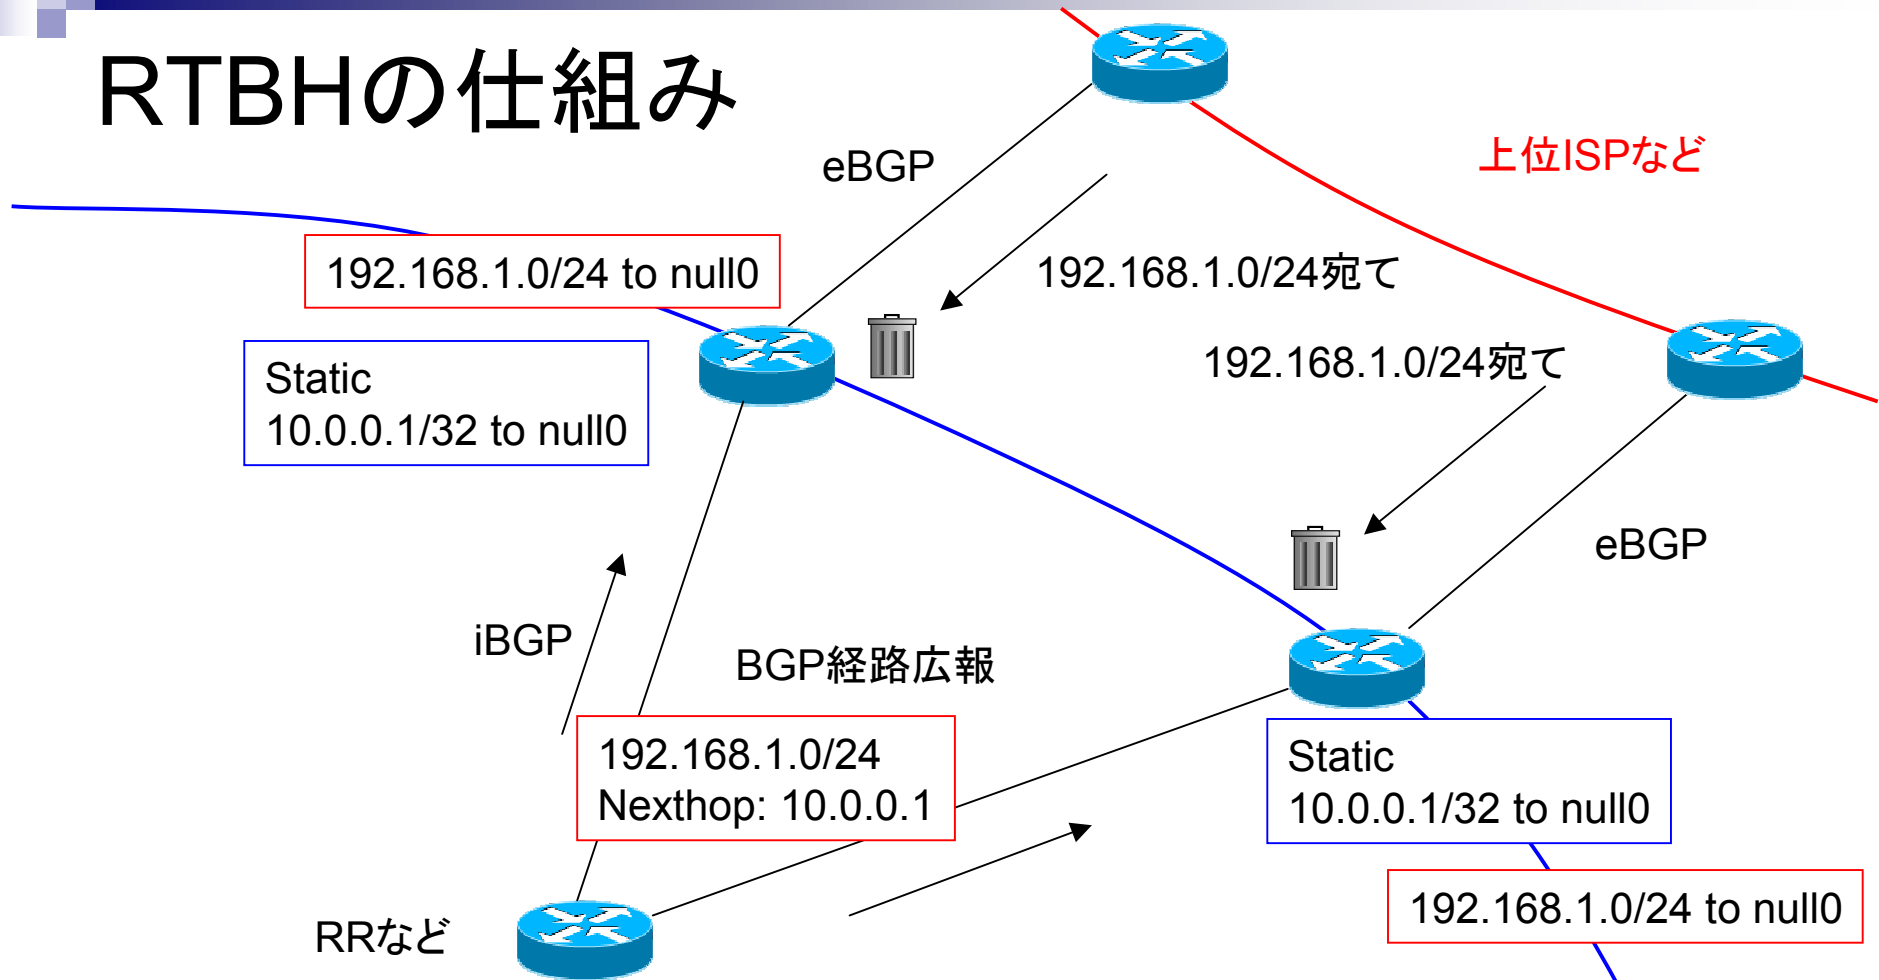 RTBHの仕組み
eBGP
上位ISPなど
192.168.1.0/24 to null0
192.168.1.0/24宛て
Static
10.0.0.1/32 to null0
192.168.1.0/24宛て
eBGP
iBGP
BGP経路広報
192.168.1.0/24
Nexthop: 10.0.0.1
Static
10.0.0.1/32 to null0
192.168.1.0/24 to null0
RRなど